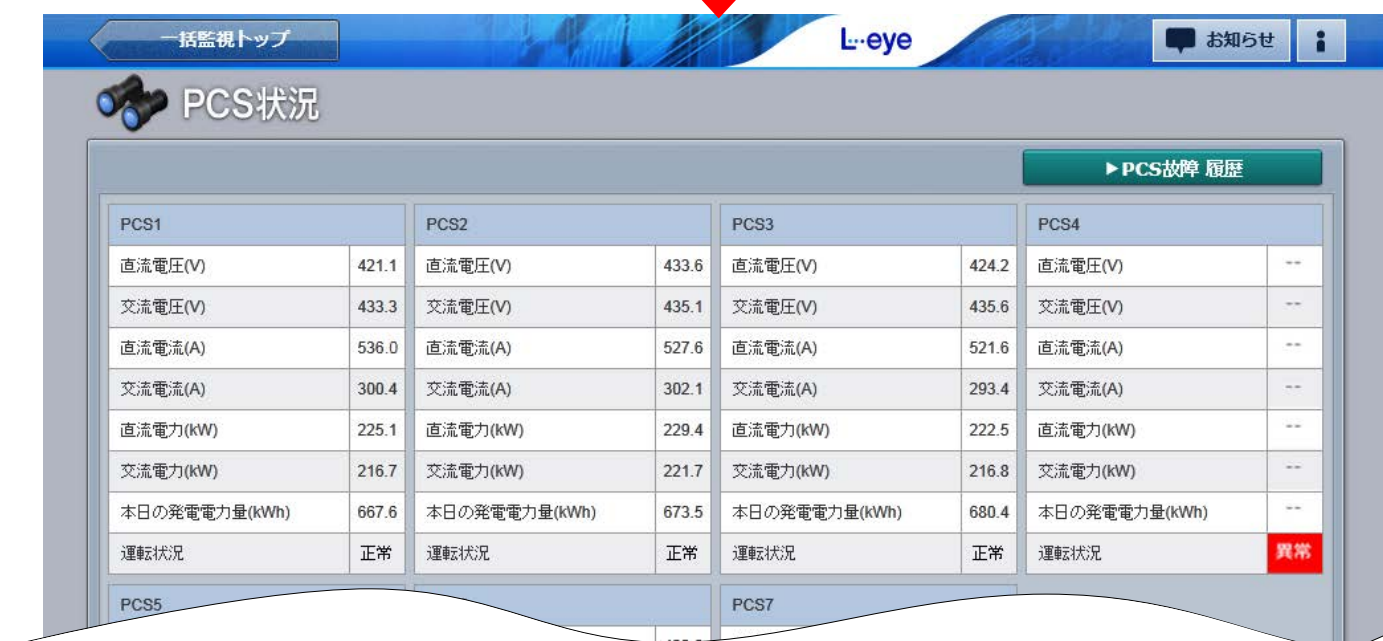 一括監視トップ
L・・eye
お知らせ
PCS状況
▶PCS故障 履歴
PCS1 PCS2 PCS3 PCS4
直流電圧(V) 421.1 直流電圧(V) 433.6 直流電圧(V) 424.2 直流電圧(V) --
交流電圧(V) 433.3 交流電圧(V) 435.1 交流電圧(V) 435.6 交流電圧(V) --
直流電流(A) 536.0 直流電流(A) 527.6 直流電流(A) 521.6 直流電流(A) --
交流電流(A) 300.4 交流電流(A) 302.1 交流電流(A) 293.4 交流電流(A) --
直流電力(kW) 225.1 直流電力(kW) 229.4 直流電力(kW) 222.5 直流電力(kW) --
交流電力(kW) 216.7 交流電力(kW) 221.7 交流電力(kW) 216.8 交流電力(kW) --
本日の発電電力量(kWh) 667.6 本日の発電電力量(kWh) 673.5 本日の発電電力量(kWh) 680.4 本日の発電電力量(kWh) --
運転状況 正常 運転状況 正常 運転状況 正常 運転状況 異常
PCS5 PCS7